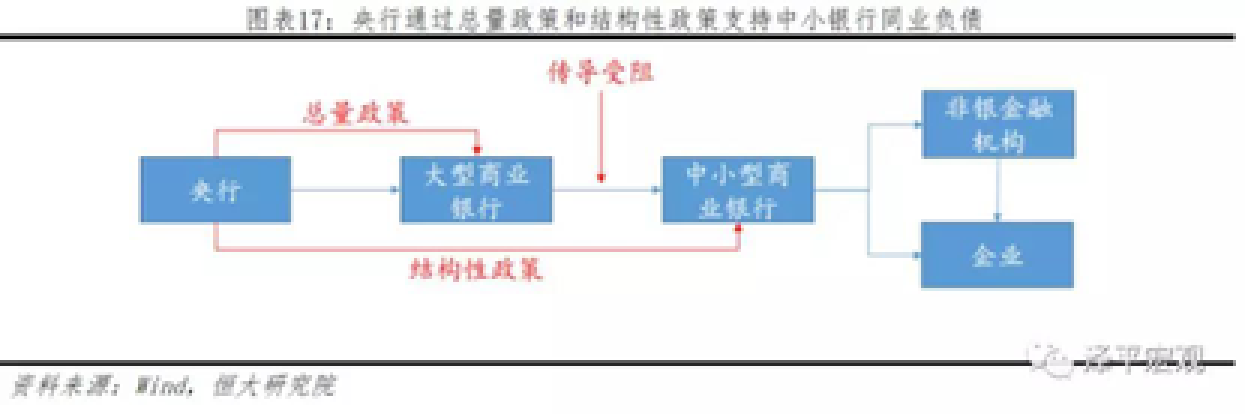 图表17：央行通过总量政策和结构性政策支持中小银行同业负债
传导受阻
总量政策
非银金融
机构
央行
大型商业
银行
中小型商
业银行
企业
结构性政策
泽平宏观
资料来源：Wind，恒大研究院